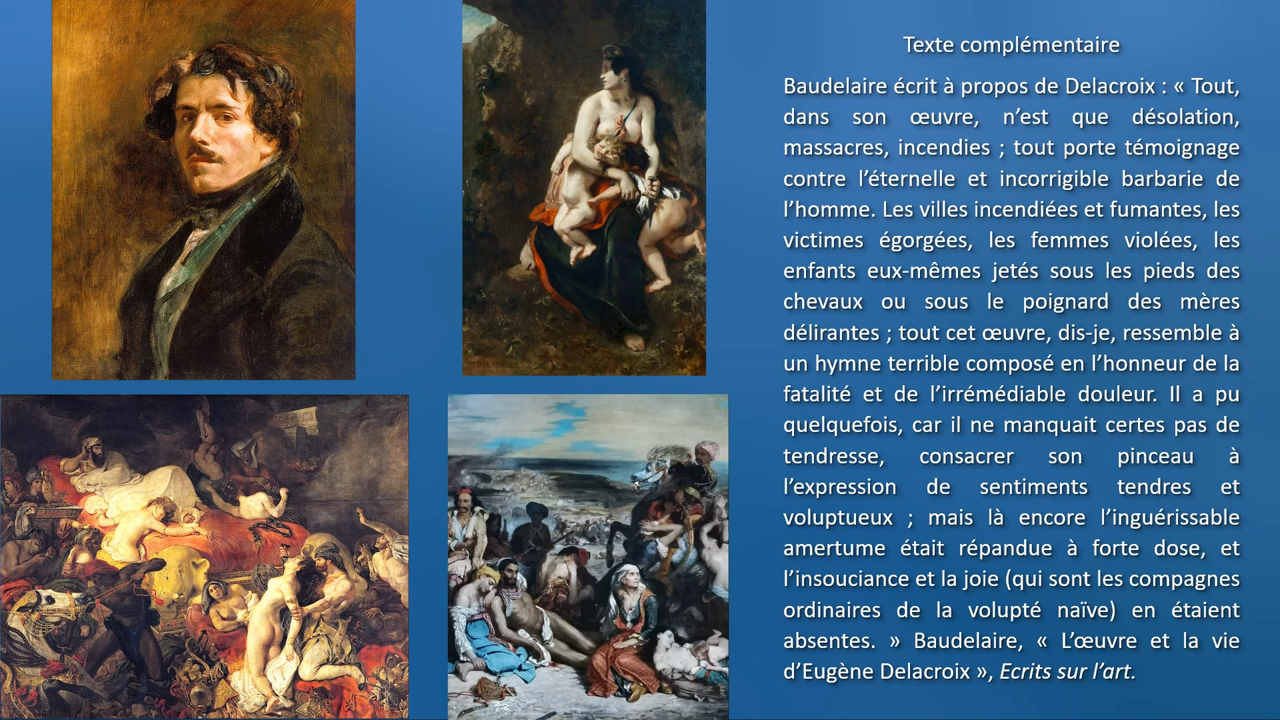 Texte complémentaire
Baudelaire écrit à propos de Delacroix : « Tout,
dans son œuvre, n’est que désolation,
massacres, incendies ; tout porte témoignage
contre l’éternelle et incorrigible barbarie de
l’homme. Les villes incendiées et fumantes, les
victimes égorgées, les femmes violées, les
enfants eux-mêmes jetés sous les pieds des
chevaux ou sous le poignard des mères
délirantes ; tout cet œuvre, dis-je, ressemble à
un hymne terrible composé en l’honneur de la
fatalité et de l’irrémédiable douleur. Il a pu
quelquefois, car il ne manquait certes pas de
tendresse, consacrer son pinceau à
l’expression de sentiments tendres et
voluptueux ; mais là encore l’inguérissable
amertume était répandue à forte dose, et
l’insouciance et la joie (qui sont les compagnes
ordinaires de la volupté naïve) en étaient
absentes. » Baudelaire, « L’œuvre et la vie
d’Eugène Delacroix », Ecrits sur l’art.